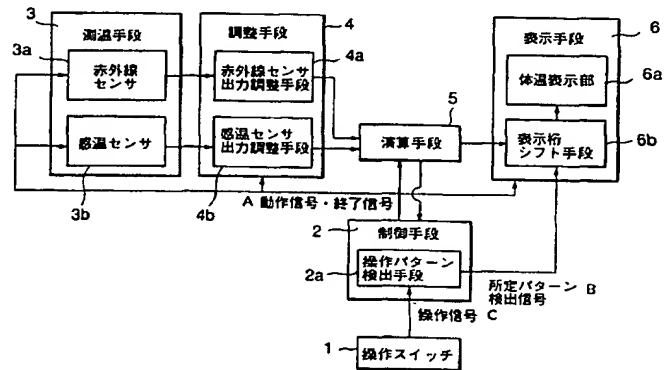 3
測温手段
3a
赤外線
センサ
感温センサ
3b
4
調整手段
4a
赤外線センサ
出力調整手段
感温センサ
出力調整手段
4b
5
演算手段
6
表示手段
6a
体温表示部
表示桁
シフト手段
6b
A 動作信号・終了信号
2
制御手段
2a
操作パターン
検出手段
所定パターン B
検出信号
操作信号 C
1
操作スイッチ